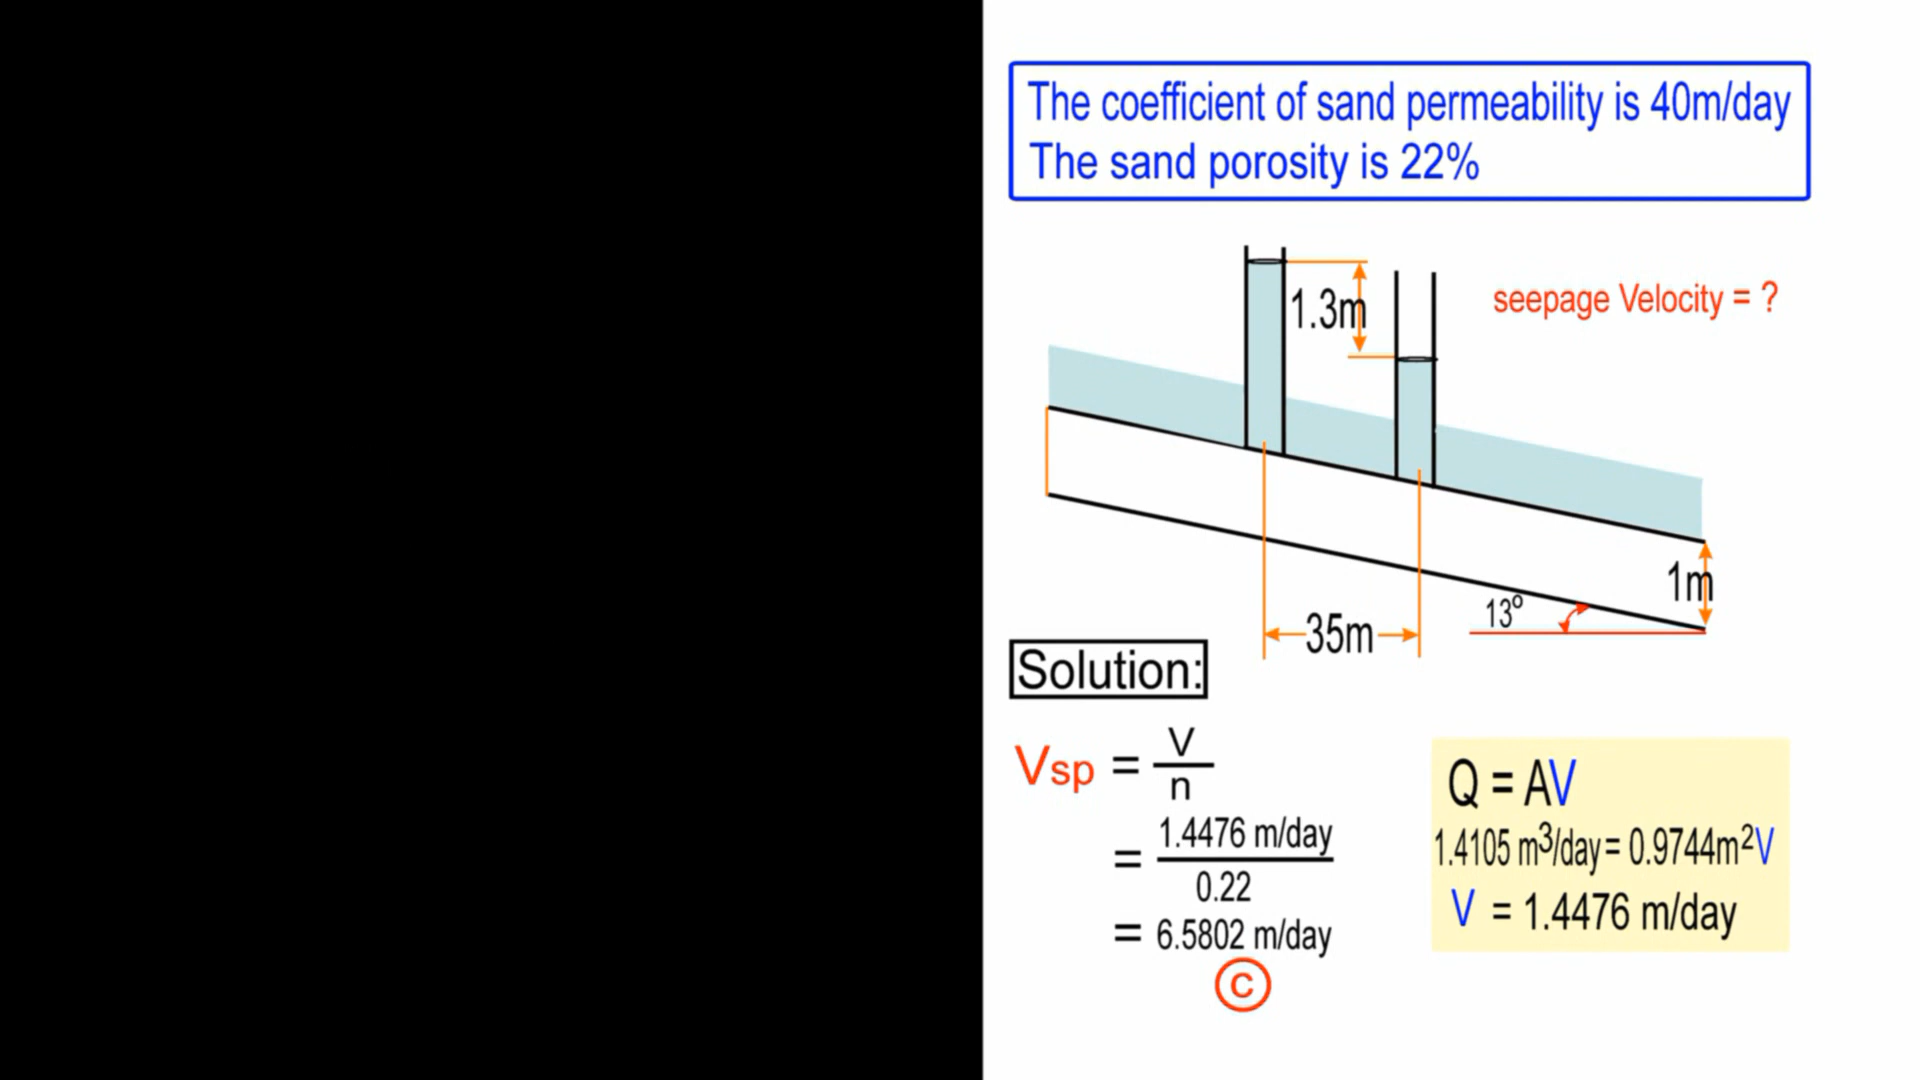 The coefficient of sand permeability is 40m/day
The sand porosity is 22%
1.3m
seepage Velocity = ?
1m
13°
35m
Solution:
Vsp = V/n
= 1.4476 m/day / 0.22
= 6.5802 m/day
C
Q = AV
1.4105 m³/day = 0.9744m²V
V = 1.4476 m/day